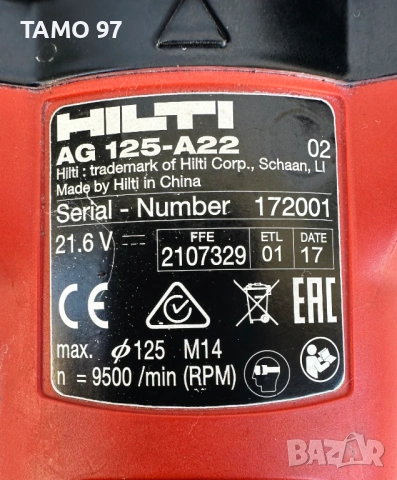 TAMO 97
HILTI
AG 125-A22 02
Hilti : trademark of Hilti Corp., Schaan, LI
Made by Hilti in China
Serial - Number 172001
21.6 V ⎓ FFE 2107329 ETL 01 DATE 17
CE EAC
max. ϕ125 M14
n = 9500 /min (RPM)
BAZAR